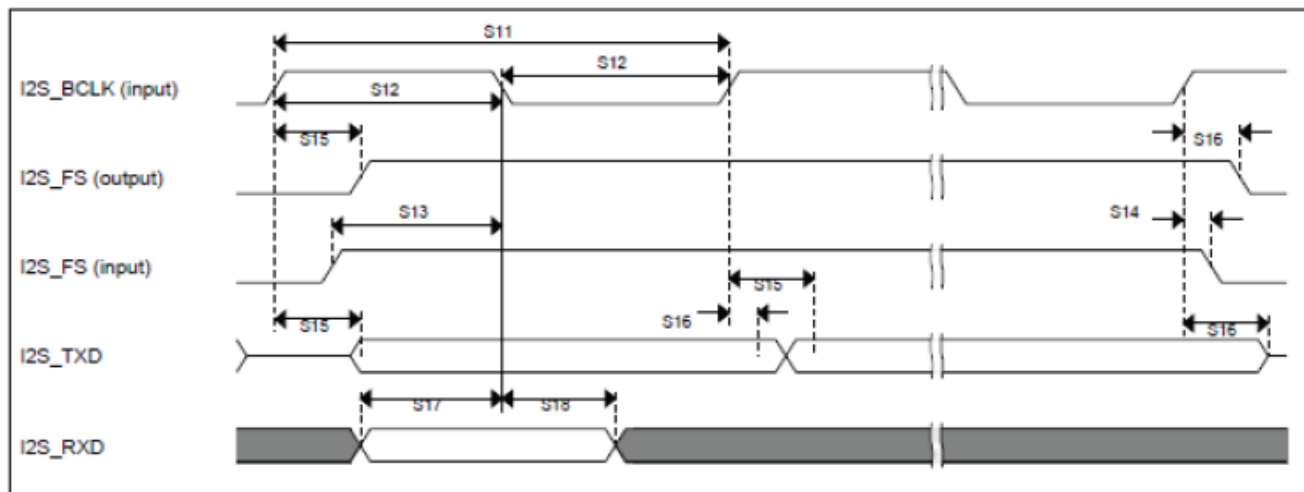 S11
S12
I2S_BCLK (input)
S12
S15
S16
I2S_FS (output)
S13
S14
I2S_FS (input)
S15
S15
S16
S16
I2S_TXD
S17
S18
I2S_RXD